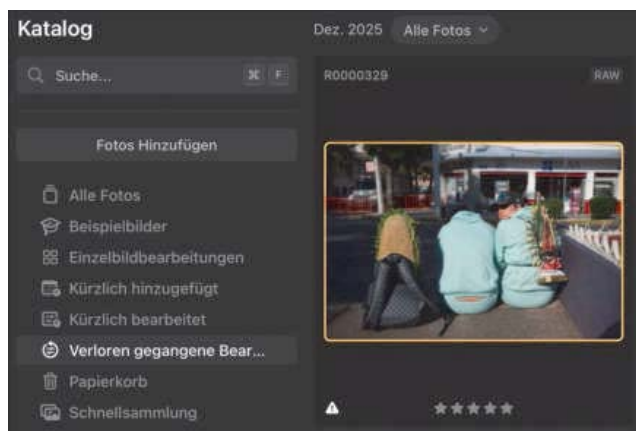 Katalog
Dez. 2025 Alle Fotos
Suche... ⌘ F
R0000329 RAW
Fotos Hinzufügen
Alle Fotos
Beispielbilder
Einzelbildbearbeitungen
Kürzlich hinzugefügt
Kürzlich bearbeitet
Verloren gegangene Bear...
Papierkorb
Schnellsammlung